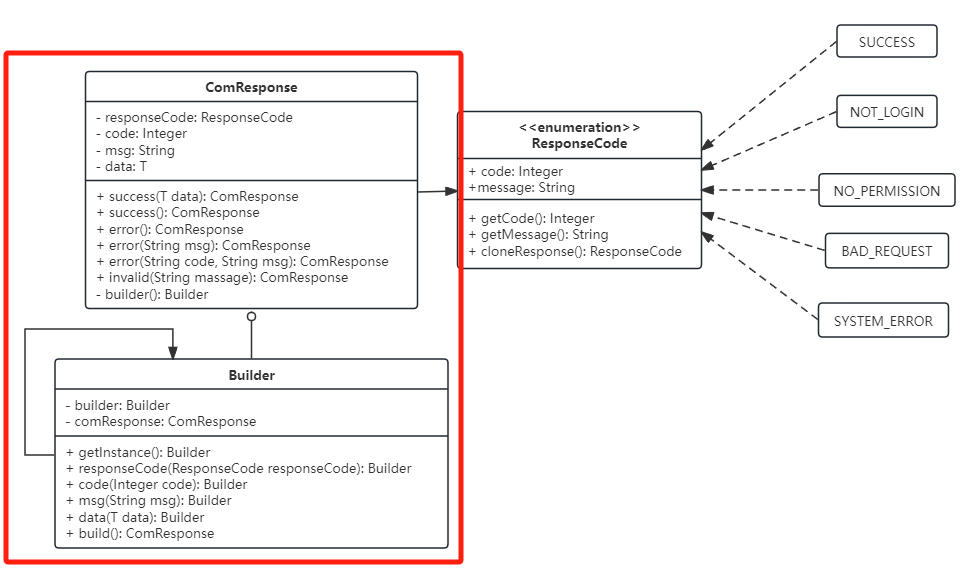 ComResponse
- responseCode: ResponseCode
- code: Integer
- msg: String
- data: T
+ success(T data): ComResponse
+ success(): ComResponse
+ error(): ComResponse
+ error(String msg): ComResponse
+ error(String code, String msg): ComResponse
+ invalid(String massage): ComResponse
- builder(): Builder
<<enumeration>>
ResponseCode
+ code: Integer
+message: String
+ getCode(): Integer
+ getMessage(): String
+ cloneResponse(): ResponseCode
SUCCESS
NOT_LOGIN
NO_PERMISSION
BAD_REQUEST
SYSTEM_ERROR
Builder
- builder: Builder
- comResponse: ComResponse
+ getInstance(): Builder
+ responseCode(ResponseCode responseCode): Builder
+ code(Integer code): Builder
+ msg(String msg): Builder
+ data(T data): Builder
+ build(): ComResponse